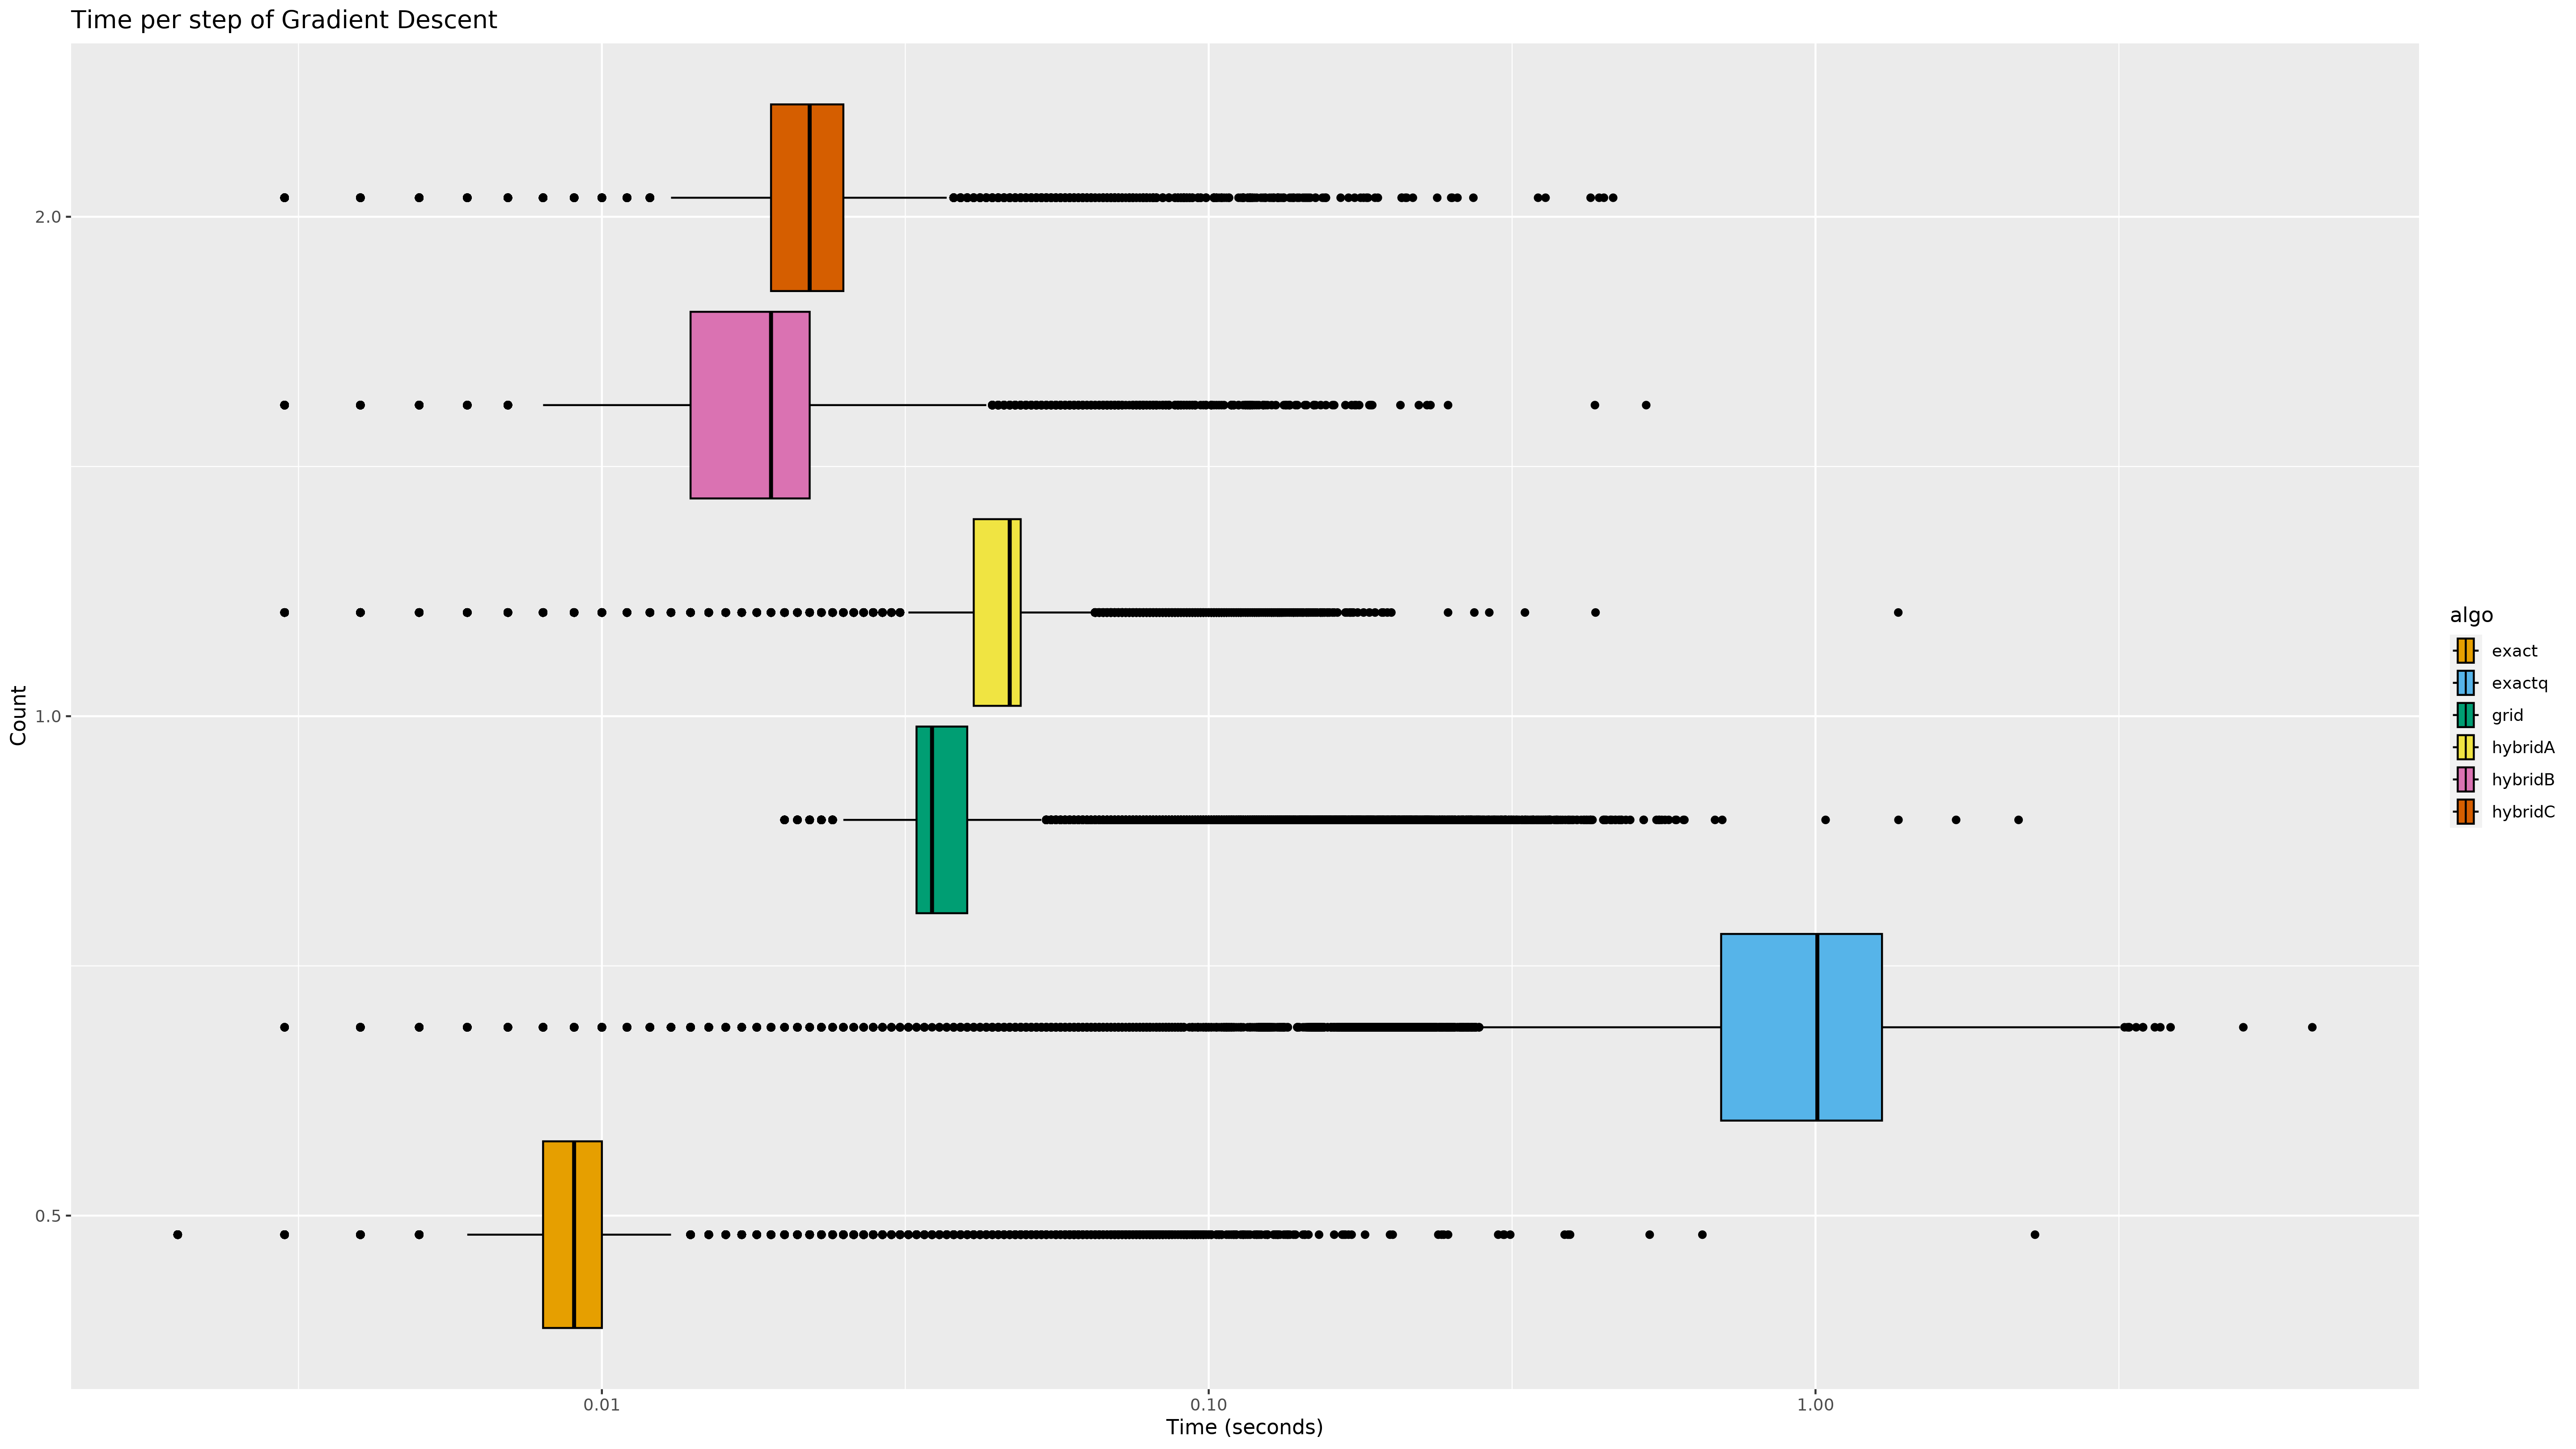 Time per step of Gradient Descent
Count
2.0
1.0
0.5
0.01
0.10
1.00
Time (seconds)
algo
exact
exactq
grid
hybridA
hybridB
hybridC